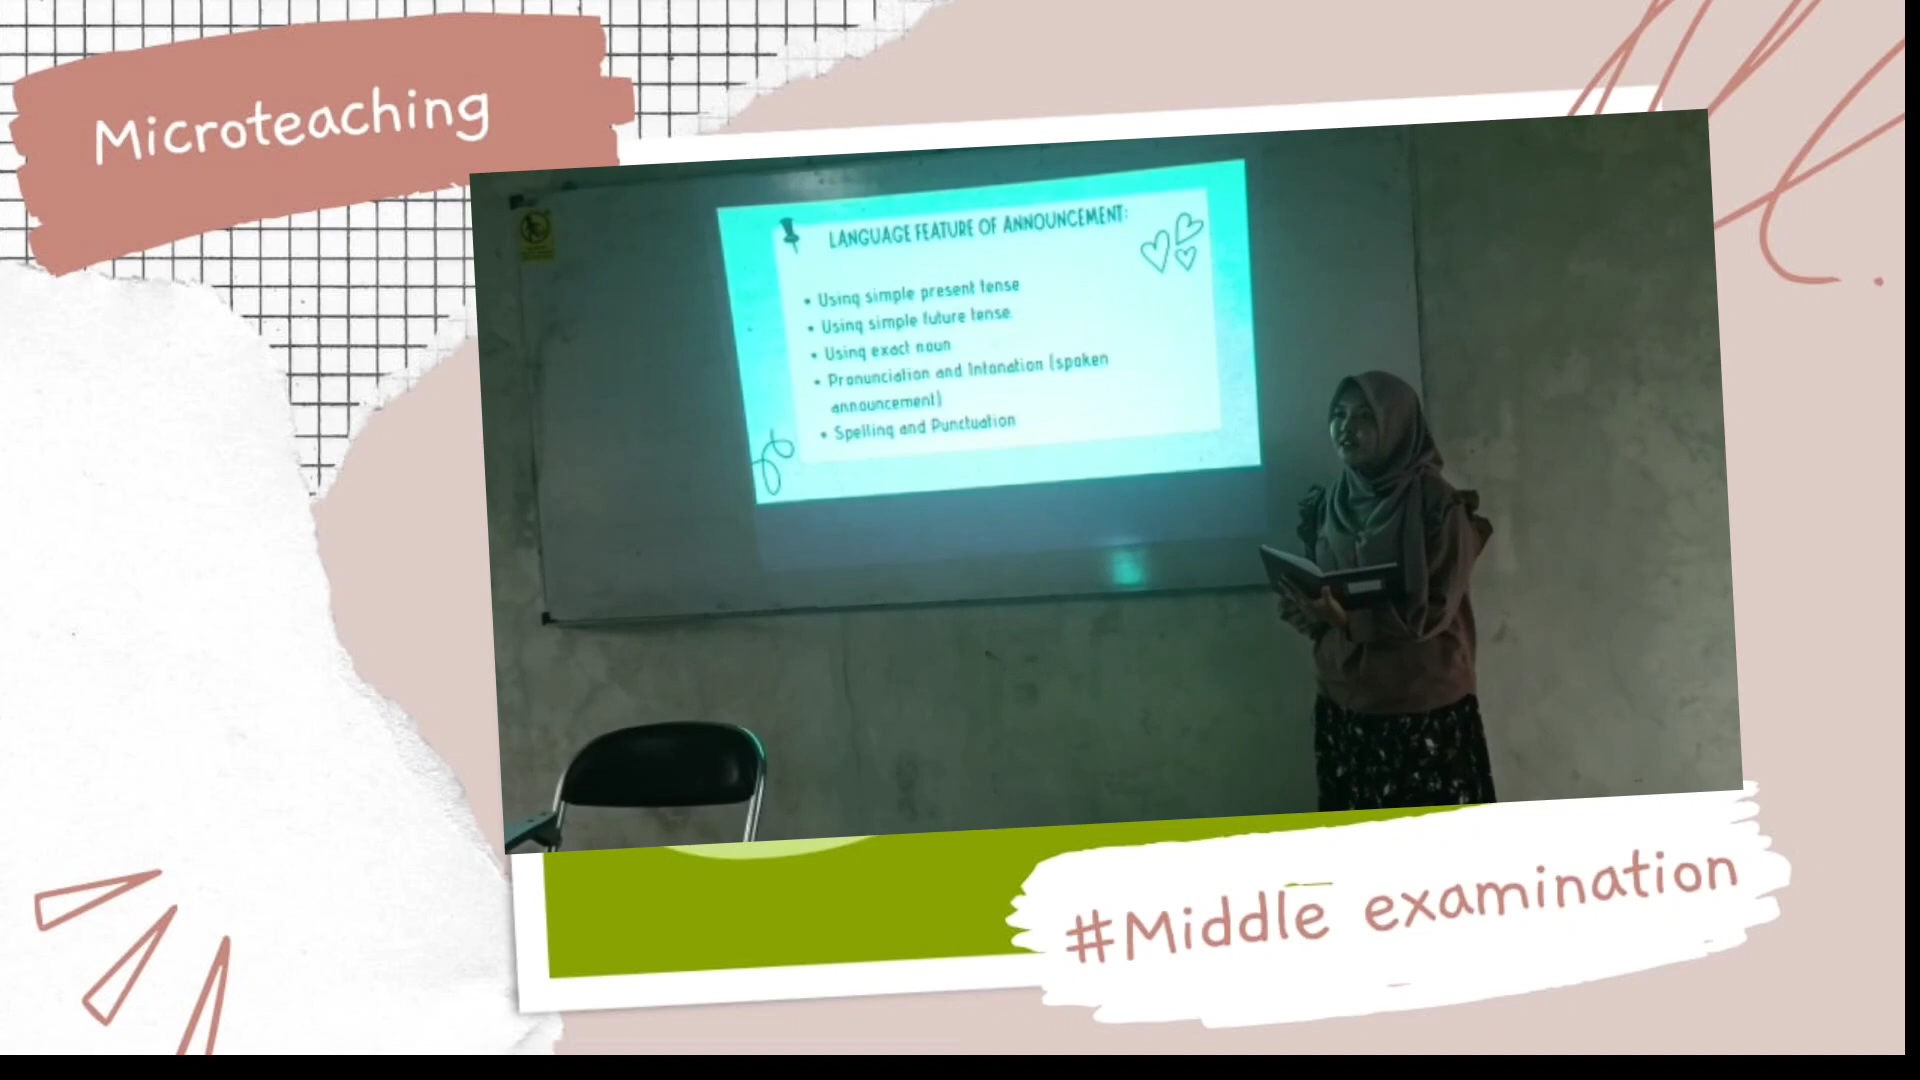 Microteaching
LANGUAGE FEATURE OF ANNOUNCEMENT:
• Using simple present tense
• Using simple future tense
• Using exact noun
• Pronunciation and Intonation (spoken
announcement)
• Spelling and Punctuation
#Middle examination